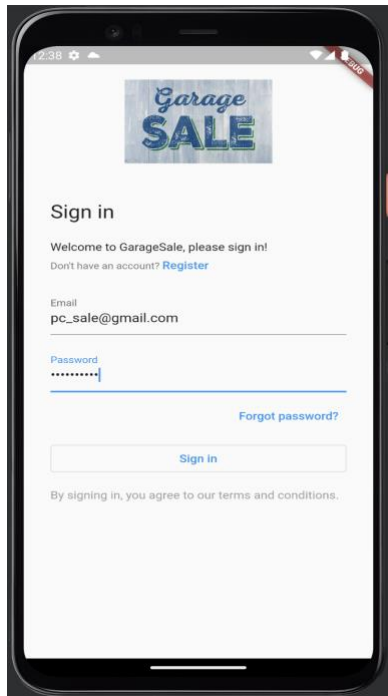 12:38
DEBUG
Garage
SALE
Sign in
Welcome to GarageSale, please sign in!
Don't have an account? Register
Email
pc_sale@gmail.com
Password
••••••••••
Forgot password?
Sign in
By signing in, you agree to our terms and conditions.